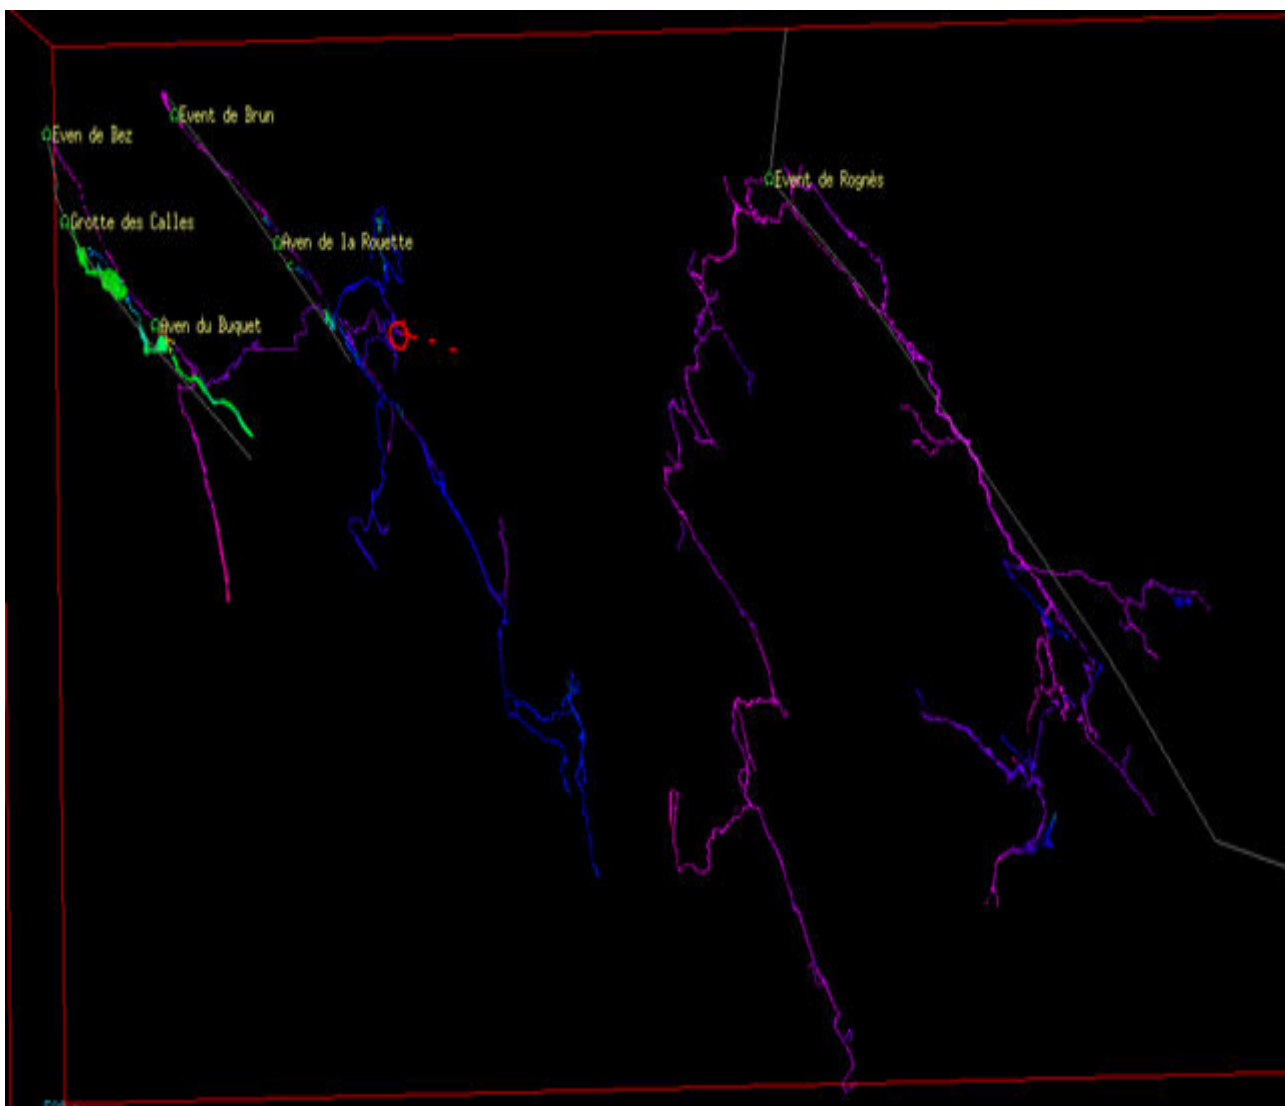 Event de Brun
Even de Bez
Event de Rognès
Grotte des Calles
Aven de la Rouette
Aven du Buquet